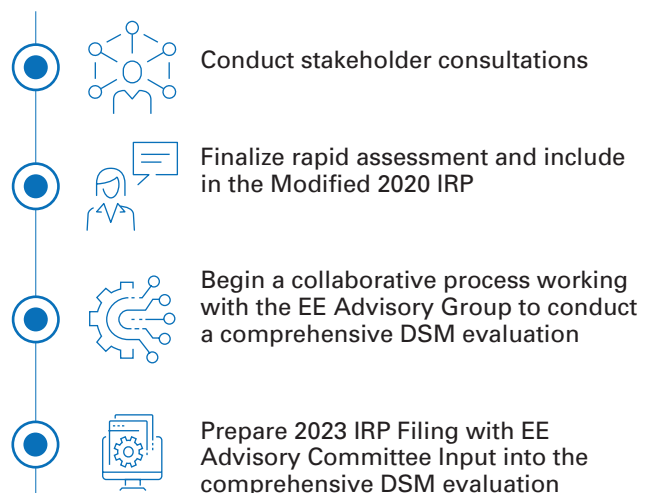 Conduct stakeholder consultations
Finalize rapid assessment and include
in the Modified 2020 IRP
Begin a collaborative process working
with the EE Advisory Group to conduct
a comprehensive DSM evaluation
Prepare 2023 IRP Filing with EE
Advisory Committee Input into the
comprehensive DSM evaluation